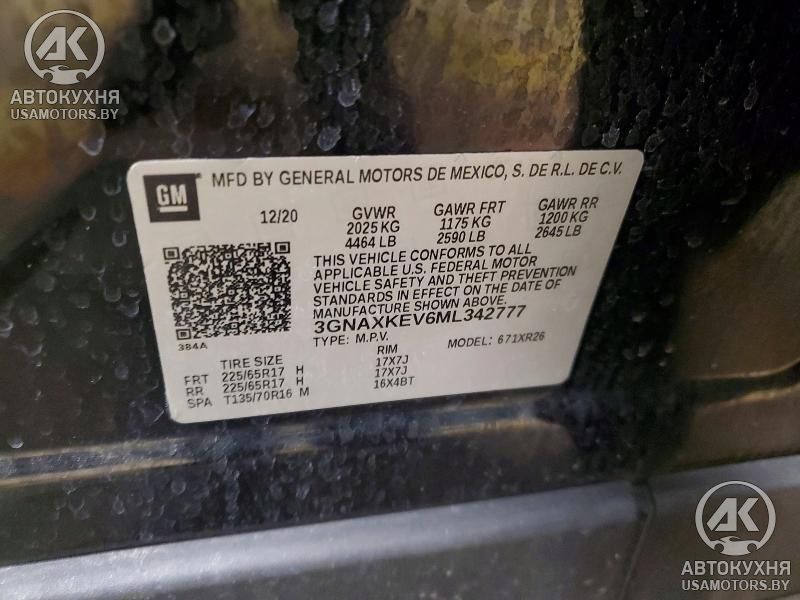 AK
АВТОКУХНЯ
USAMOTORS.BY
GM
MFD BY GENERAL MOTORS DE MEXICO, S. DE R.L. DE C.V.
12/20 GVWR GAWR FRT GAWR RR
2025 KG 1175 KG 1200 KG
4464 LB 2590 LB 2645 LB
THIS VEHICLE CONFORMS TO ALL
APPLICABLE U.S. FEDERAL MOTOR
VEHICLE SAFETY AND THEFT PREVENTION
STANDARDS IN EFFECT ON THE DATE OF
MANUFACTURE SHOWN ABOVE.
3GNAXKEV6ML342777
TYPE: M.P.V. MODEL: 671XR26
384A
TIRE SIZE RIM
FRT 225/65R17 H 17X7J
RR 225/65R17 H 17X7J
SPA T135/70R16 M 16X4BT
AK
АВТОКУХНЯ
USAMOTORS.BY